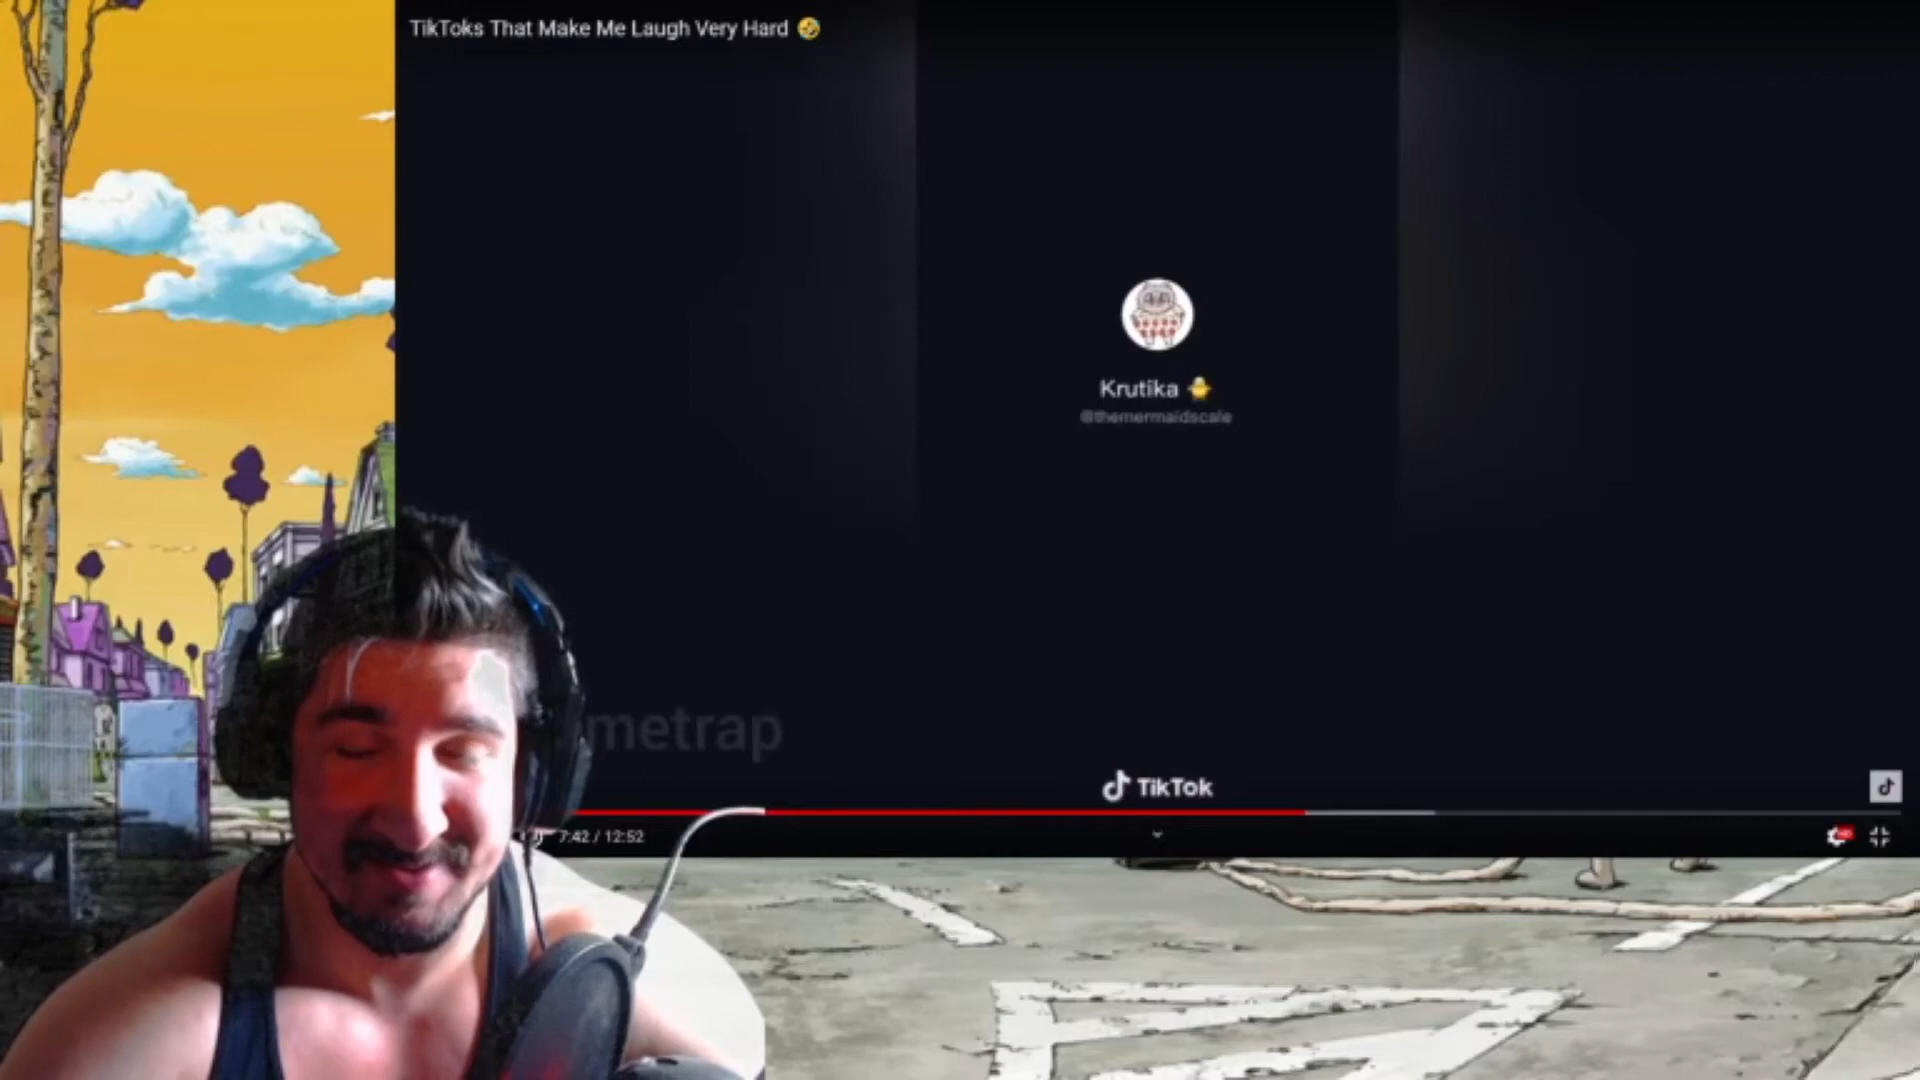 TikToks That Make Me Laugh Very Hard 🤣
Krutika 🐥
@themermaidscale
metrap
TikTok
7:42 / 12:52